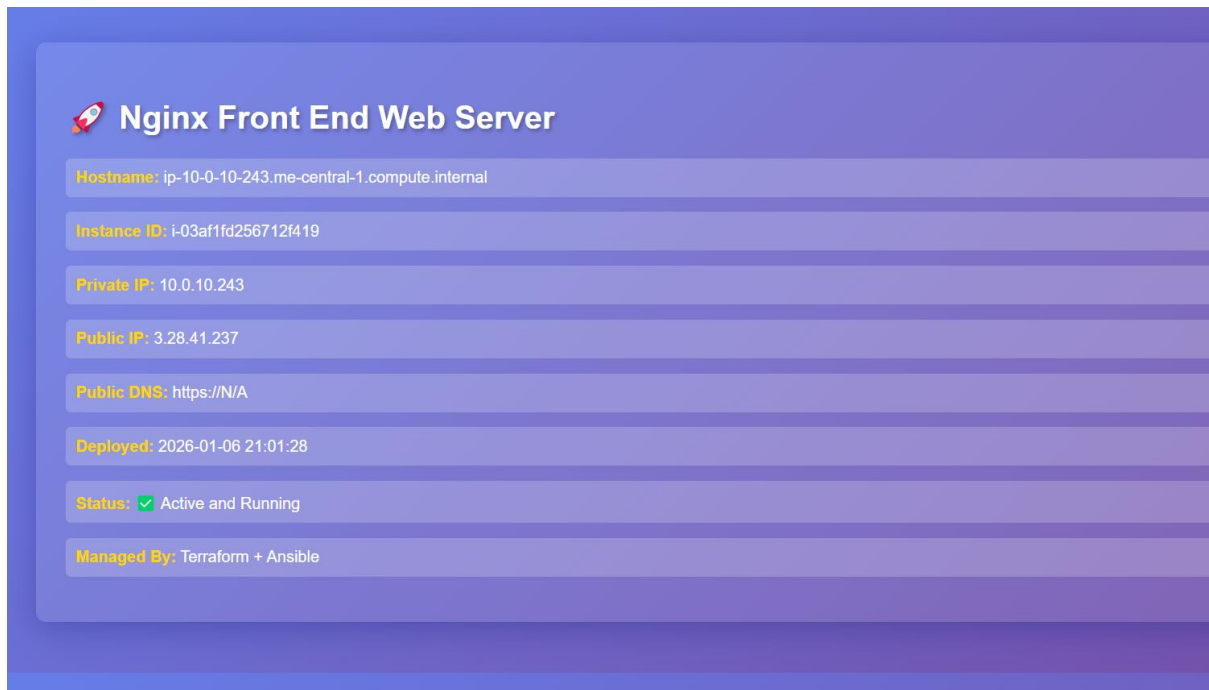 🚀 Nginx Front End Web Server
Hostname: ip-10-0-10-243.me-central-1.compute.internal
Instance ID: i-03af1fd256712f419
Private IP: 10.0.10.243
Public IP: 3.28.41.237
Public DNS: https://N/A
Deployed: 2026-01-06 21:01:28
Status: ✅ Active and Running
Managed By: Terraform + Ansible